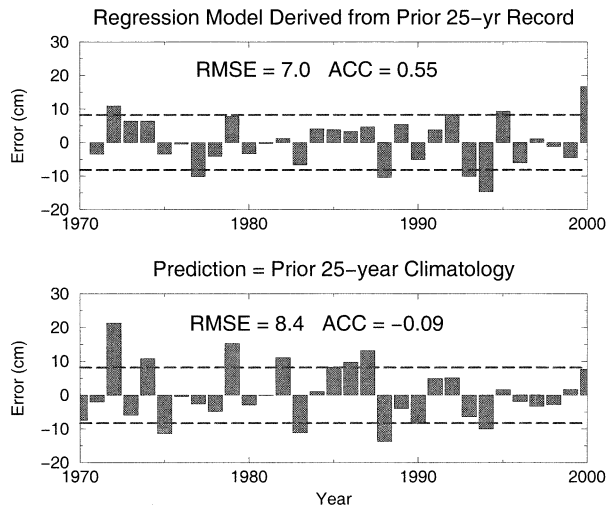 Regression Model Derived from Prior 25−yr Record
30
20
10
0
−10
−20
Error (cm)
RMSE = 7.0 ACC = 0.55
1970 1980 1990 2000
Prediction = Prior 25−year Climatology
30
20
10
0
−10
−20
Error (cm)
RMSE = 8.4 ACC = −0.09
1970 1980 1990 2000
Year